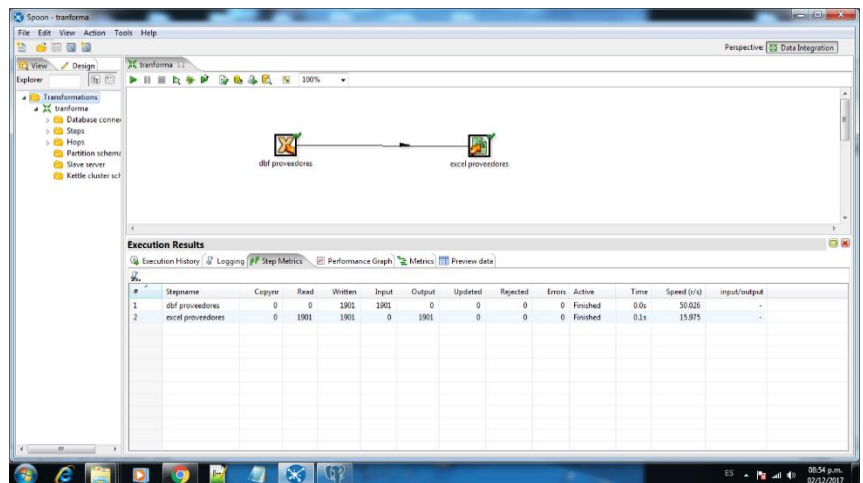 Spoon - tranforma
File Edit View Action Tools Help
Perspective: Data Integration
View Design
tranforma
Explorer
100%
Transformations
tranforma
Database conne
Steps
Hops
Partition schema
Slave server
Kettle cluster sch
dbf proveedores
excel proveedores
Execution Results
Execution History Logging Step Metrics Performance Graph Metrics Preview data
# Stepname Copynr Read Written Input Output Updated Rejected Errors Active Time Speed (r/s) input/output
1 dbf proveedores 0 0 1901 1901 0 0 0 0 Finished 0.0s 50.026 -
2 excel proveedores 0 1901 1901 0 1901 0 0 0 Finished 0.1s 15.975 -
ES
08:54 p.m.
02/12/2017